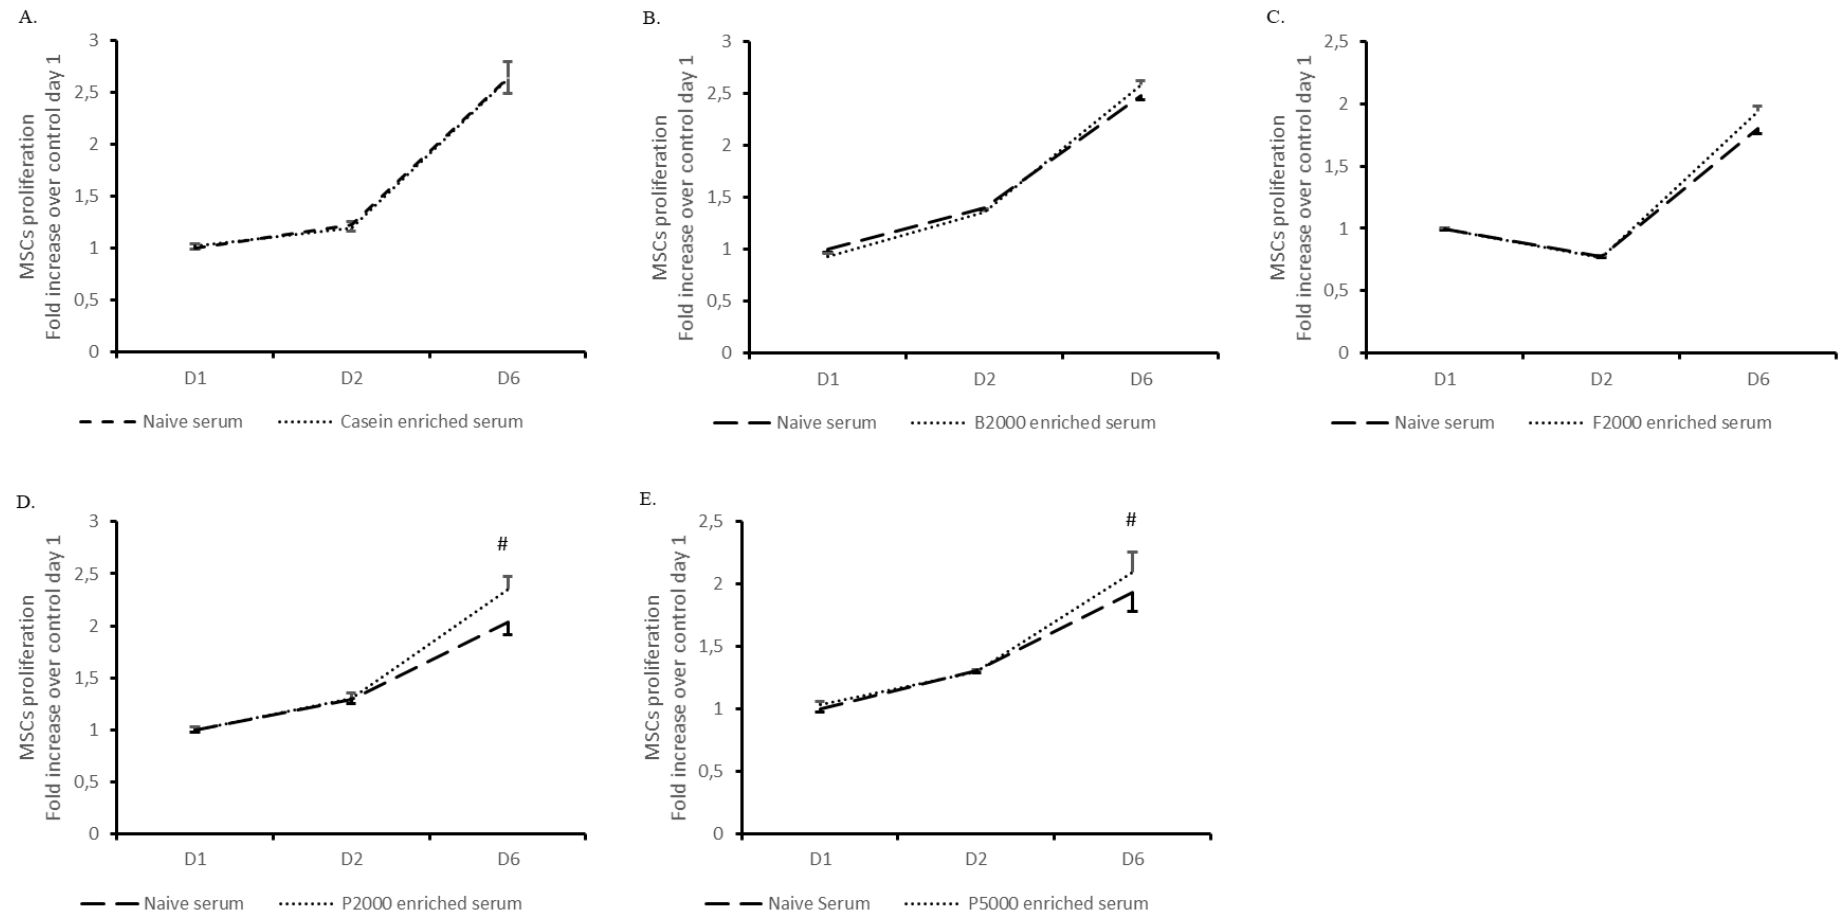 A.
MSCs proliferation
Fold increase over control day 1
3
2,5
2
1,5
1
0,5
0
D1 D2 D6
Naive serum Casein enriched serum
B.
MSCs proliferation
Fold increase over control day 1
3
2,5
2
1,5
1
0,5
0
D1 D2 D6
Naive serum B2000 enriched serum
C.
MSCs proliferation
Fold increase over control day 1
2,5
2
1,5
1
0,5
0
D1 D2 D6
Naive serum F2000 enriched serum
D.
MSCs proliferation
Fold increase over control day 1
3
2,5
2
1,5
1
0,5
0
#
D1 D2 D6
Naive serum P2000 enriched serum
E.
MSCs proliferation
Fold increase over control day 1
2,5
2
1,5
1
0,5
0
#
D1 D2 D6
Naive Serum P5000 enriched serum